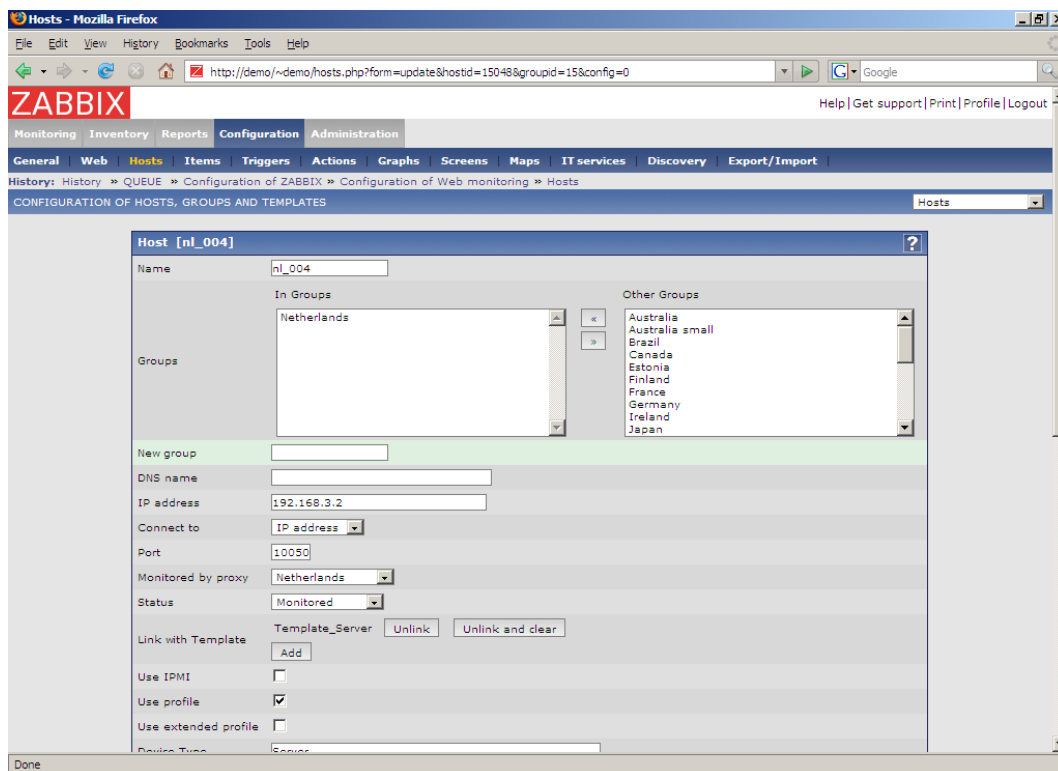 Hosts - Mozilla Firefox
File Edit View History Bookmarks Tools Help
http://demo/~demo/hosts.php?form=update&hostid=15048&groupid=15&config=0 G Google
ZABBIX Help | Get support | Print | Profile | Logout
Monitoring Inventory Reports Configuration Administration
General | Web | Hosts | Items | Triggers | Actions | Graphs | Screens | Maps | IT services | Discovery | Export/Import |
History: History » QUEUE » Configuration of ZABBIX » Configuration of Web monitoring » Hosts
CONFIGURATION OF HOSTS, GROUPS AND TEMPLATES Hosts
Host [nl_004] ?
Name nl_004
In Groups Other Groups
Netherlands « Australia
Australia small
» Brazil
Canada
Groups Estonia
Finland
France
Germany
Ireland
Japan
New group
DNS name
IP address 192.168.3.2
Connect to IP address
Port 10050
Monitored by proxy Netherlands
Status Monitored
Link with Template Template_Server Unlink Unlink and clear
Add
Use IPMI
Use profile
Use extended profile
Device Type Server
Done